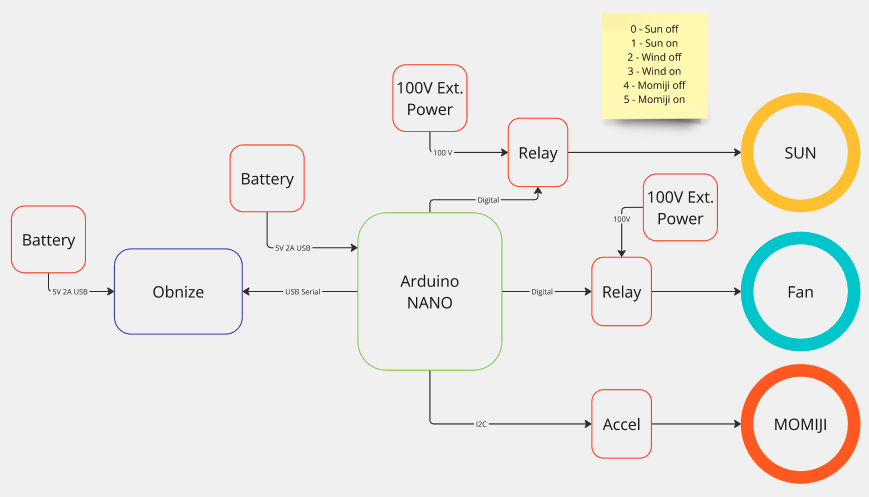 0 - Sun off
1 - Sun on
2 - Wind off
3 - Wind on
4 - Momiji off
5 - Momiji on
100V Ext.
Power
100 V
Relay
SUN
Battery
Digital
100V Ext.
Power
100V
Battery
5V 2A USB
5V 2A USB
Obnize
USB Serial
Arduino
NANO
Digital
Relay
Fan
I2C
Accel
MOMIJI